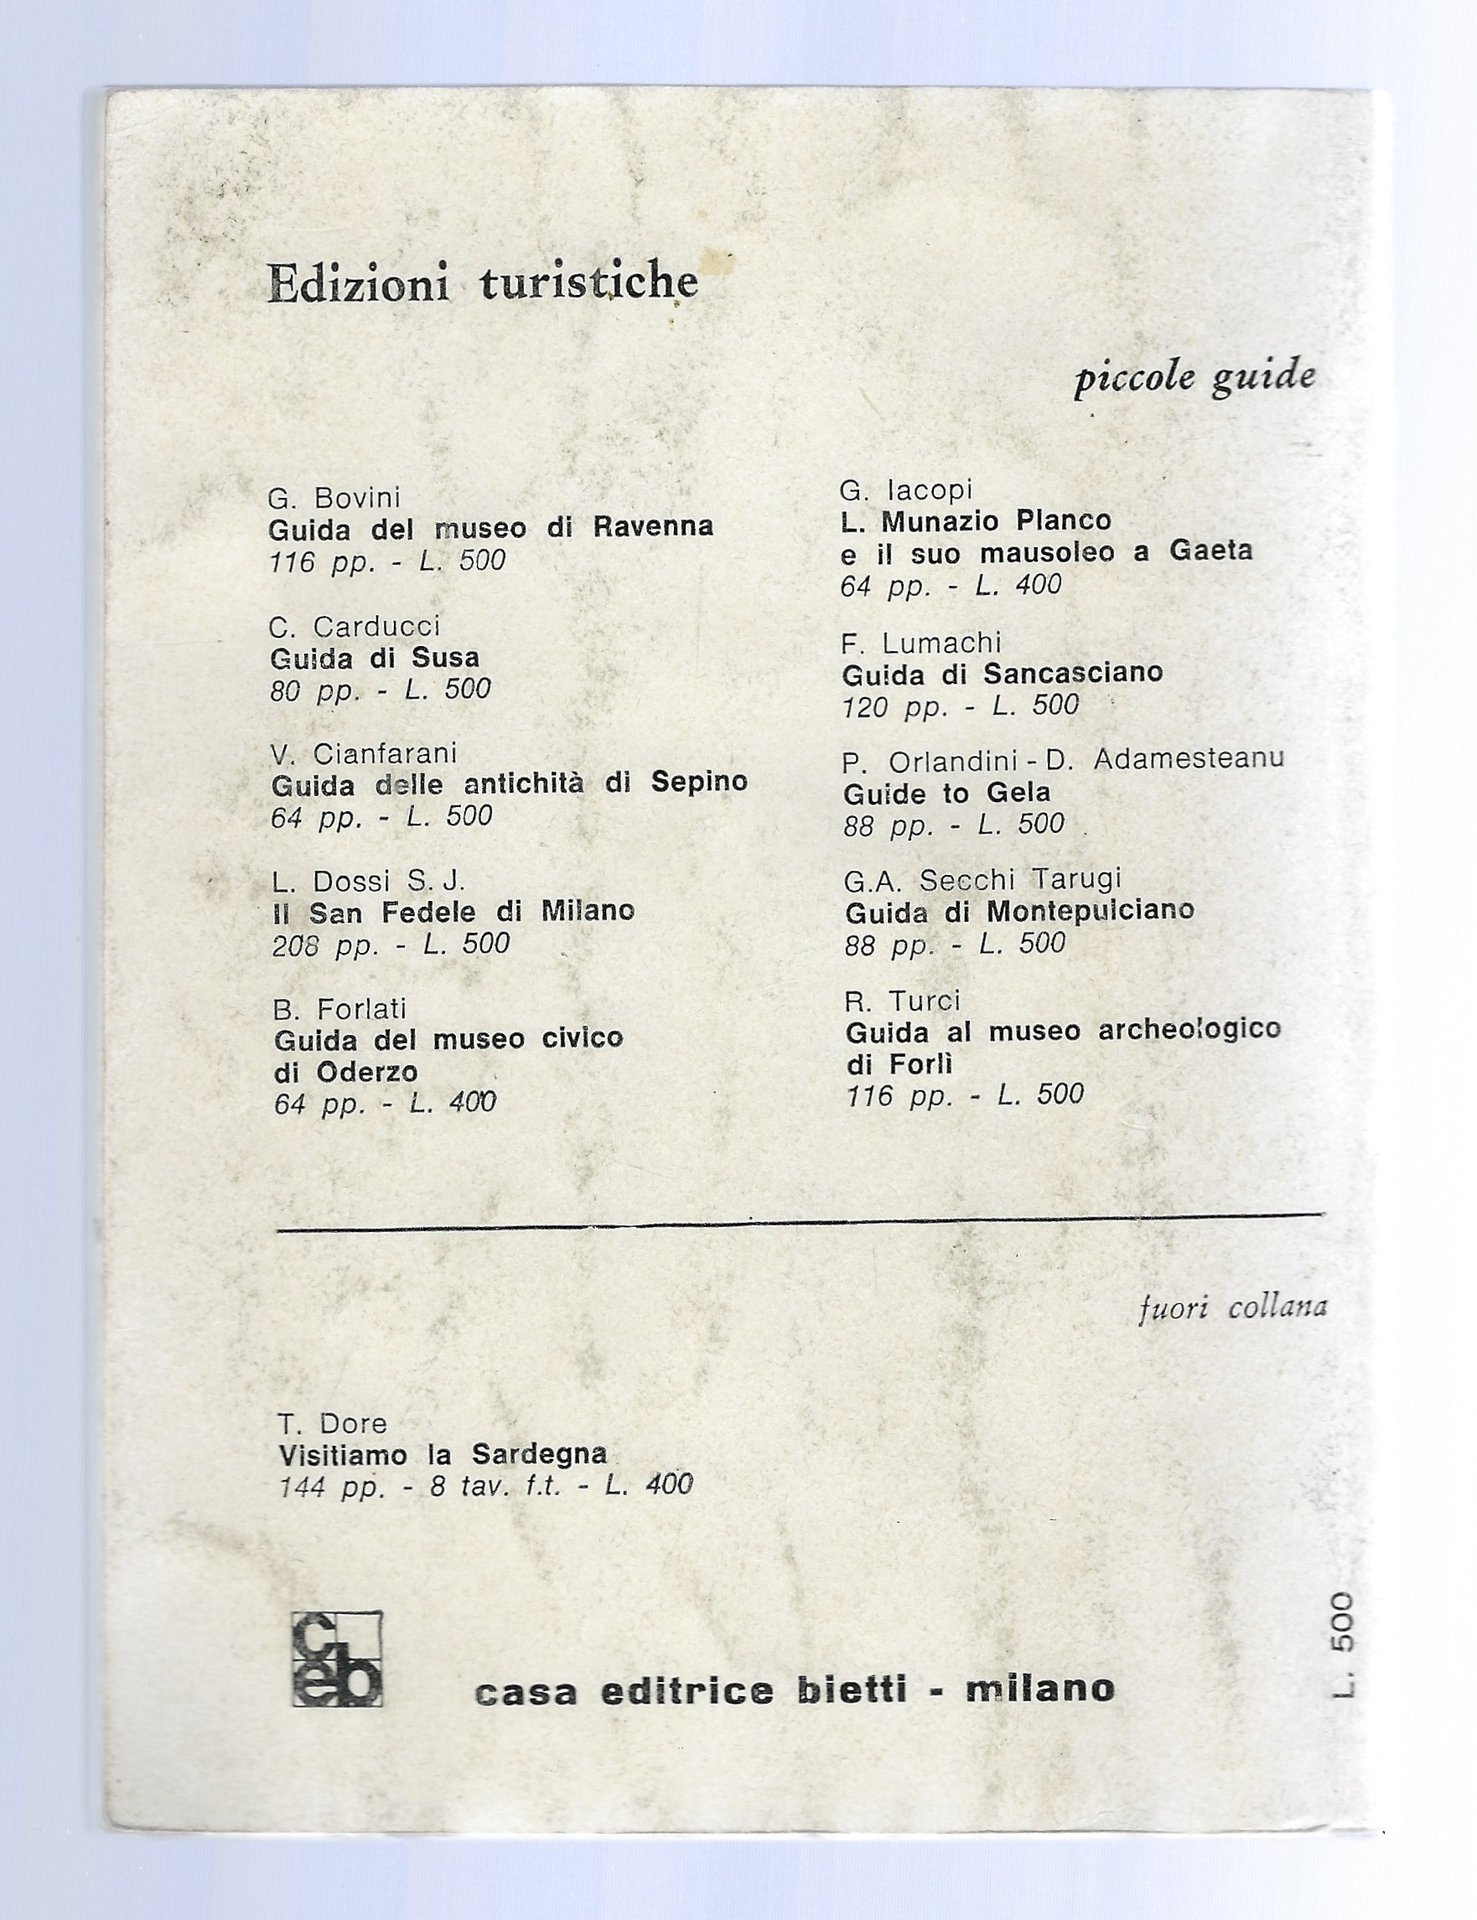 Edizioni turistiche
piccole guide
G. Bovini
Guida del museo di Ravenna
116 pp. - L. 500
C. Carducci
Guida di Susa
80 pp. - L. 500
V. Cianfarani
Guida delle antichità di Sepino
64 pp. - L. 500
L. Dossi S.J.
Il San Fedele di Milano
208 pp. - L. 500
B. Forlati
Guida del museo civico
di Oderzo
64 pp. - L. 400
G. Iacopi
L. Munazio Planco
e il suo mausoleo a Gaeta
64 pp. - L. 400
F. Lumachi
Guida di Sancasciano
120 pp. - L. 500
P. Orlandini - D. Adamesteanu
Guide to Gela
88 pp. - L. 500
G.A. Secchi Tarugi
Guida di Montepulciano
88 pp. - L. 500
R. Turci
Guida al museo archeologico
di Forlì
116 pp. - L. 500
fuori collana
T. Dore
Visitiamo la Sardegna
144 pp. - 8 tav. f.t. - L. 400
c
eb
casa editrice bietti - milano
L. 500